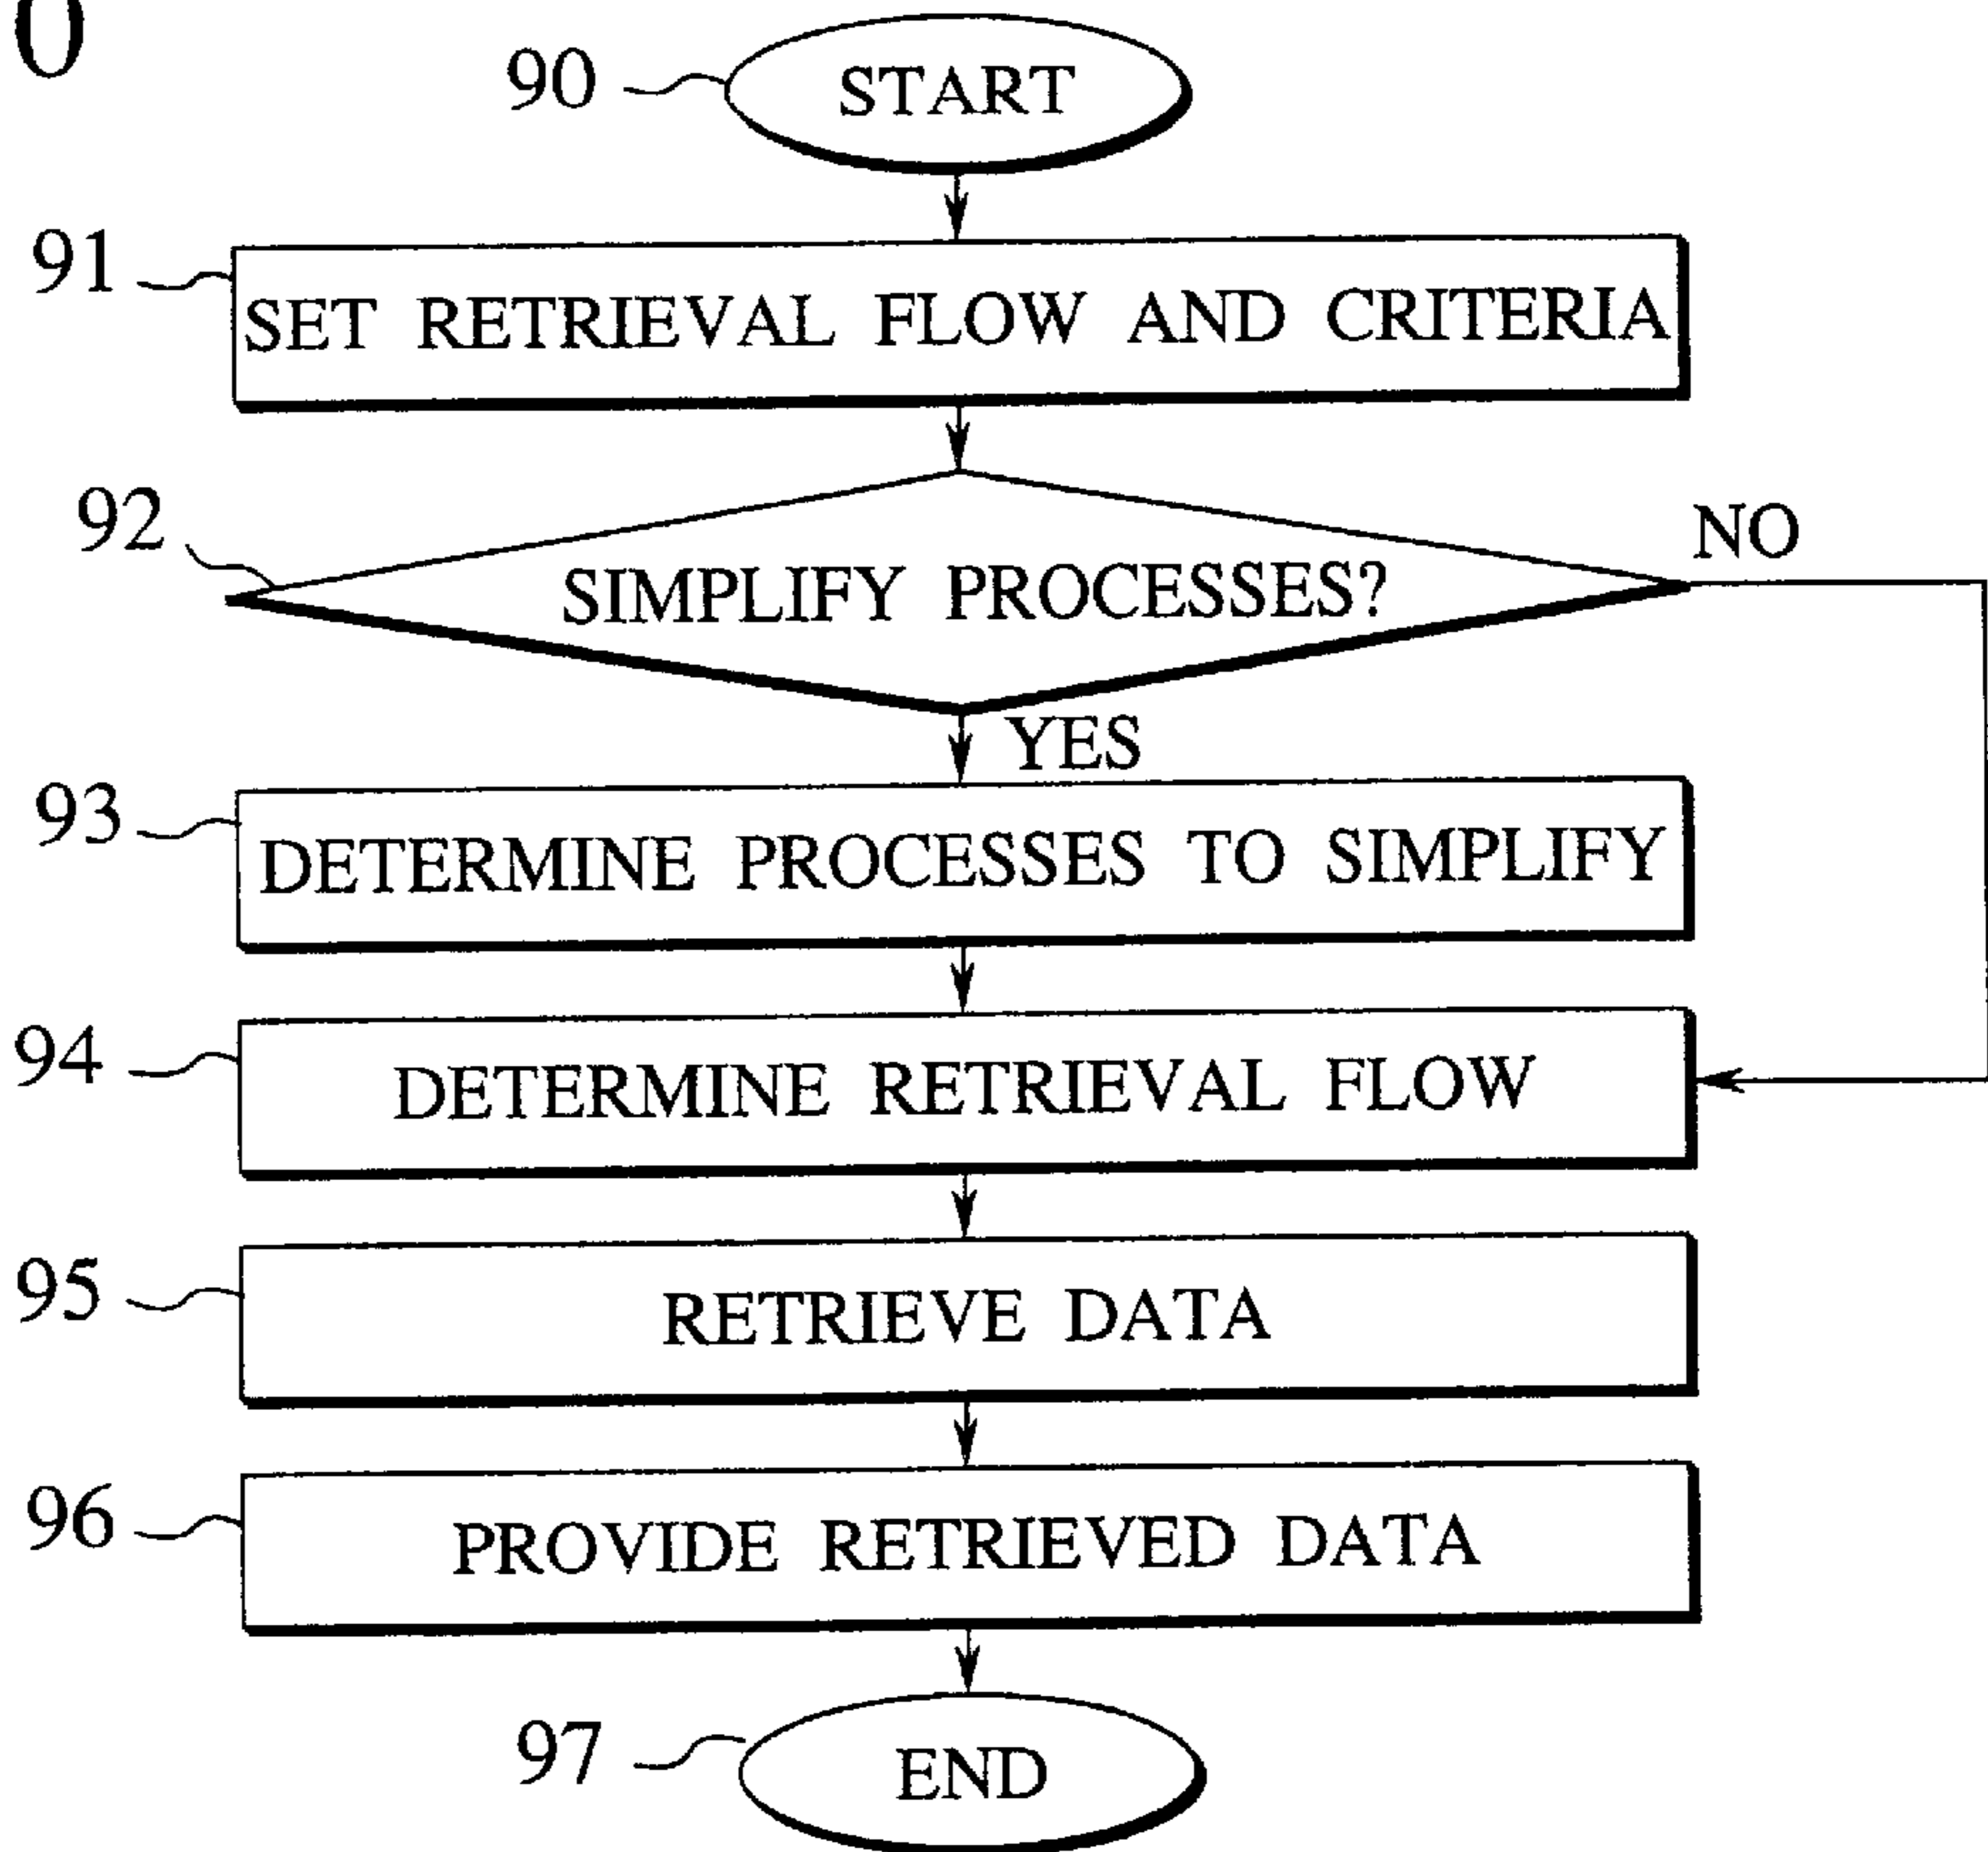 0
90 START
91 SET RETRIEVAL FLOW AND CRITERIA
92 SIMPLIFY PROCESSES? NO
YES
93 DETERMINE PROCESSES TO SIMPLIFY
94 DETERMINE RETRIEVAL FLOW
95 RETRIEVE DATA
96 PROVIDE RETRIEVED DATA
97 END